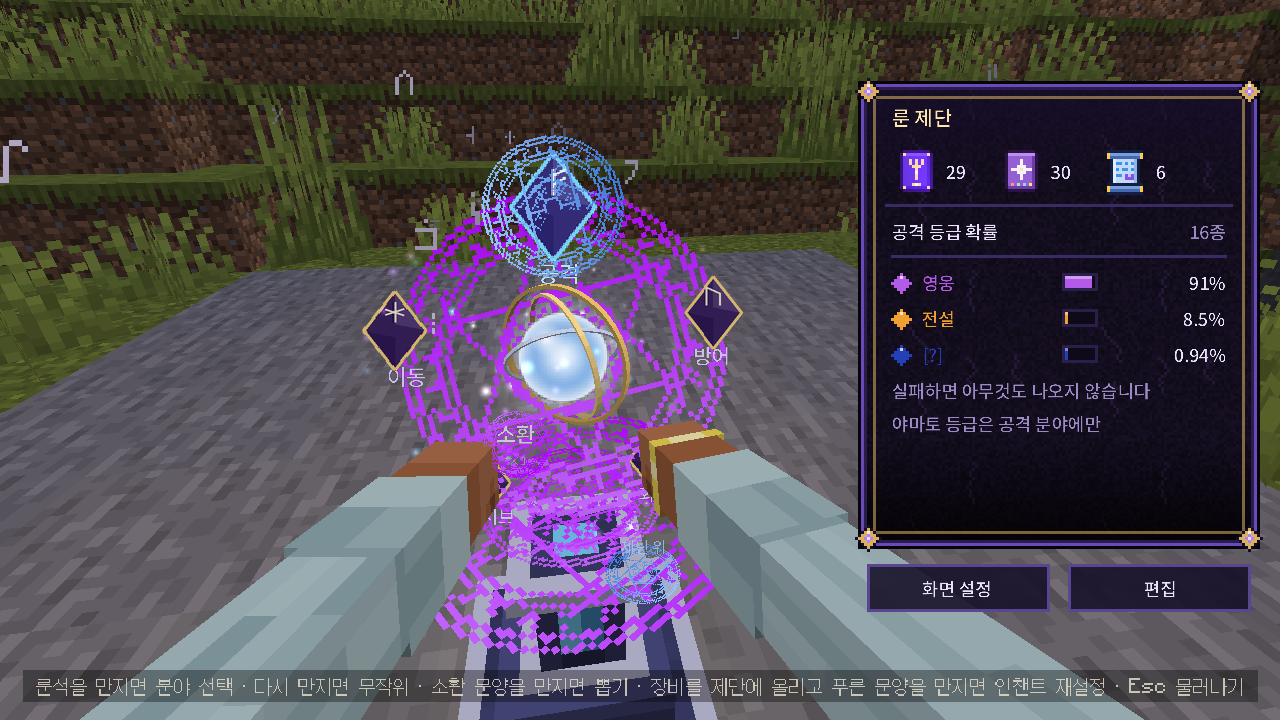 룬 제단
29 30 6
공격 등급 확률 16종
영웅 91%
전설 8.5%
[?] 0.94%
실패하면 아무것도 나오지 않습니다
야마토 등급은 공격 분야에만
공격
이동
방어
소환
화면 설정 편집
룬석을 만지면 분야 선택 · 다시 만지면 무작위 · 소환 문양을 만지면 뽑기 · 장비를 제단에 올리고 푸른 문양을 만지면 인챈트 재설정 · Esc 물러나기